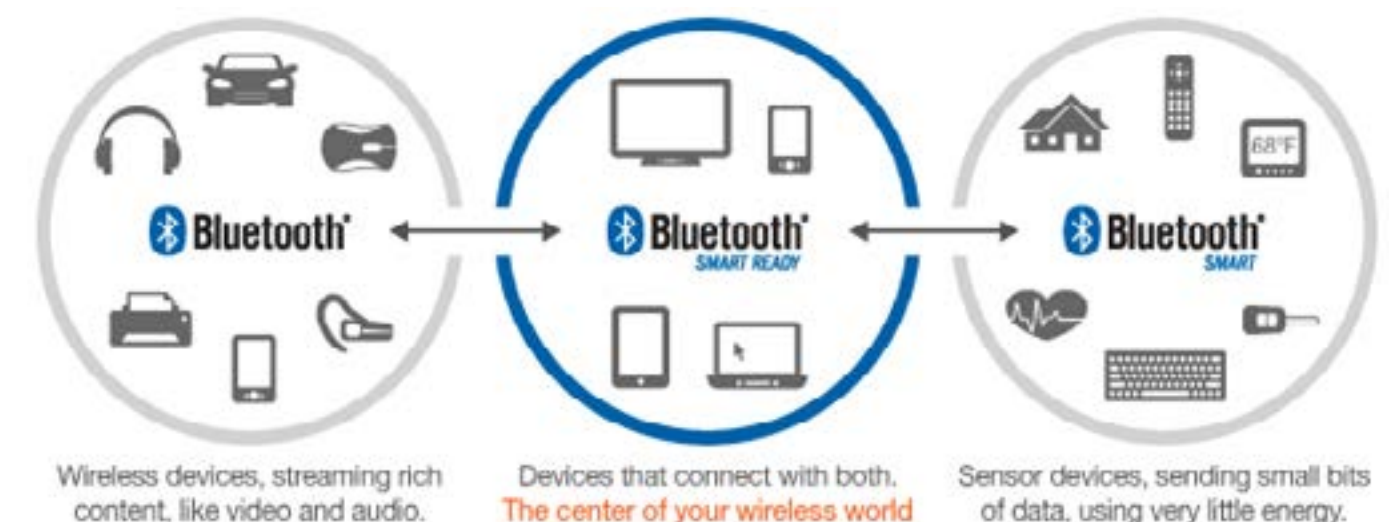 68°F
Bluetooth
Bluetooth
SMART READY
Bluetooth
SMART
Wireless devices, streaming rich
content, like video and audio.
Devices that connect with both.
The center of your wireless world
Sensor devices, sending small bits
of data, using very little energy.